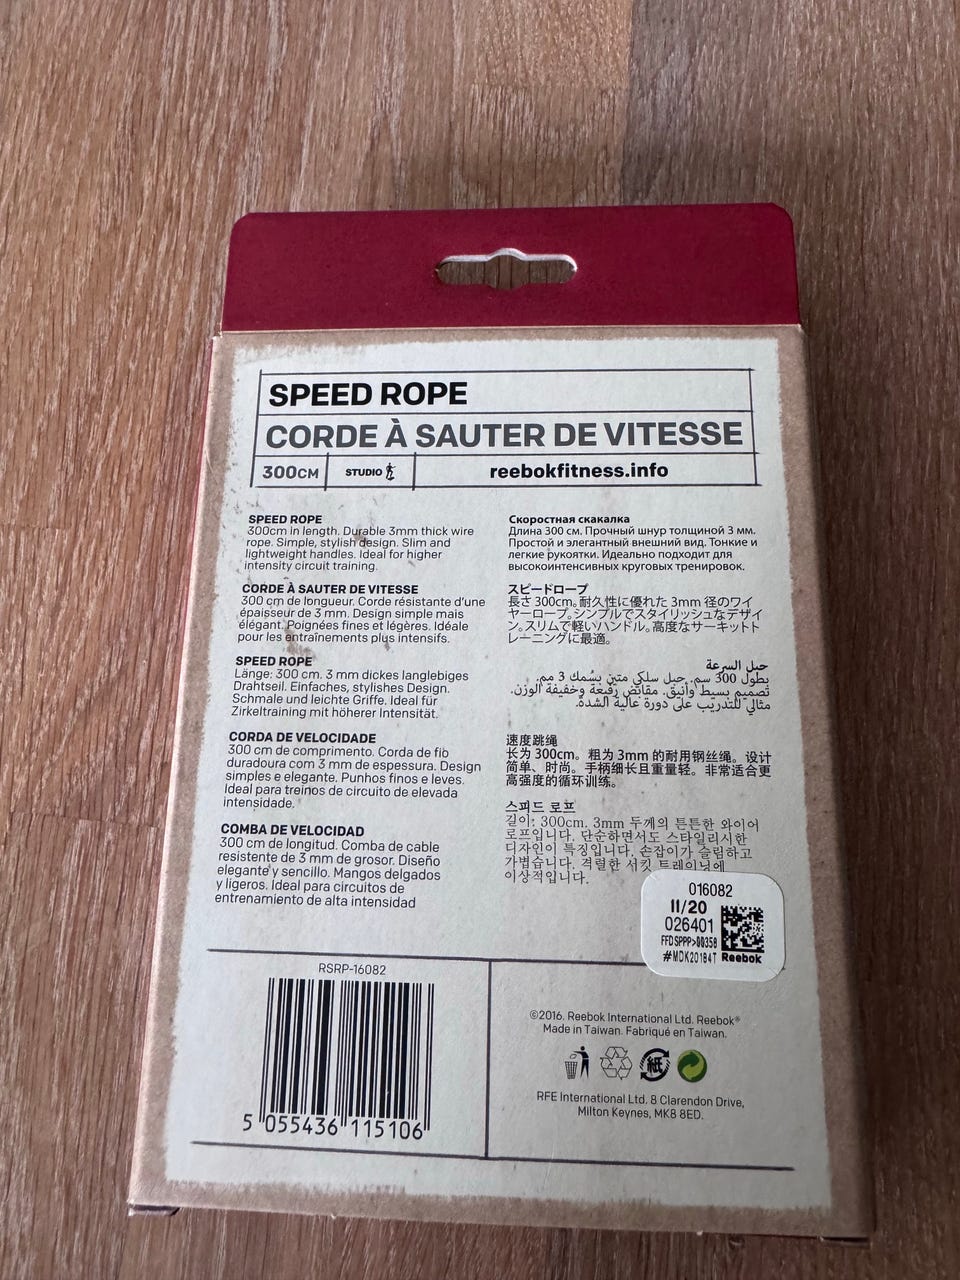 SPEED ROPE
CORDE À SAUTER DE VITESSE
300CM
STUDIO
reebokfitness.info
SPEED ROPE
300cm in length. Durable 3mm thick wire
rope. Simple, stylish design. Slim and
lightweight handles. Ideal for higher
intensity circuit training.
CORDE À SAUTER DE VITESSE
300 cm de longueur. Corde résistante d'une
épaisseur de 3 mm. Design simple mais
élégant. Poignées fines et légères. Idéale
pour les entraînements plus intensifs.
SPEED ROPE
Länge: 300 cm. 3 mm dickes langlebiges
Drahtseil. Einfaches, stylishes Design.
Schmale und leichte Griffe. Ideal für
Zirkeltraining mit höherer Intensität.
CORDA DE VELOCIDADE
300 cm de comprimento. Corda de fio
duradoura com 3 mm de espessura. Design
simples e elegante. Punhos finos e leves.
Ideal para treinos de circuito de elevada
intensidade.
COMBA DE VELOCIDAD
300 cm de longitud. Comba de cable
resistente de 3 mm de grosor. Diseño
elegante y sencillo. Mangos delgados
y ligeros. Ideal para circuitos de
entrenamiento de alta intensidad
Скоростная скакалка
Длина 300 см. Прочный шнур толщиной 3 мм.
Простой и элегантный внешний вид. Тонкие и
легкие рукоятки. Идеально подходит для
высокоинтенсивных круговых тренировок.
スピードロープ
長さ 300cm。耐久性に優れた 3mm 径のワイ
ヤーロープ。シンプルでスタイリッシュなデザイ
ン。スリムで軽いハンドル。高度なサーキットト
レーニングに最適。
حبل السرعة
بطول 300 سم. حبل سلكي متين بسُمك 3 مم.
تصميم بسيط وأنيق. مقابض رفيعة وخفيفة الوزن.
مثالي للتدريب على دورة عالية الشدة.
速度跳绳
长为 300cm。粗为 3mm 的耐用钢丝绳。设计
简单、时尚。手柄细长且重量轻。非常适合更
高强度的循环训练。
스피드 로프
길이: 300cm. 3mm 두께의 튼튼한 와이어
로프입니다. 단순하면서도 스타일리시한
디자인이 특징입니다. 손잡이가 슬림하고
가볍습니다. 격렬한 서킷 트레이닝에
이상적입니다.
016082
11/20
026401
FFDSPPP>00358
#MDK20184T Reebok
RSRP-16082
5 055436 115106
©2016. Reebok International Ltd. Reebok®
Made in Taiwan. Fabriqué en Taiwan.
紙
RFE International Ltd. 8 Clarendon Drive,
Milton Keynes, MK8 8ED.